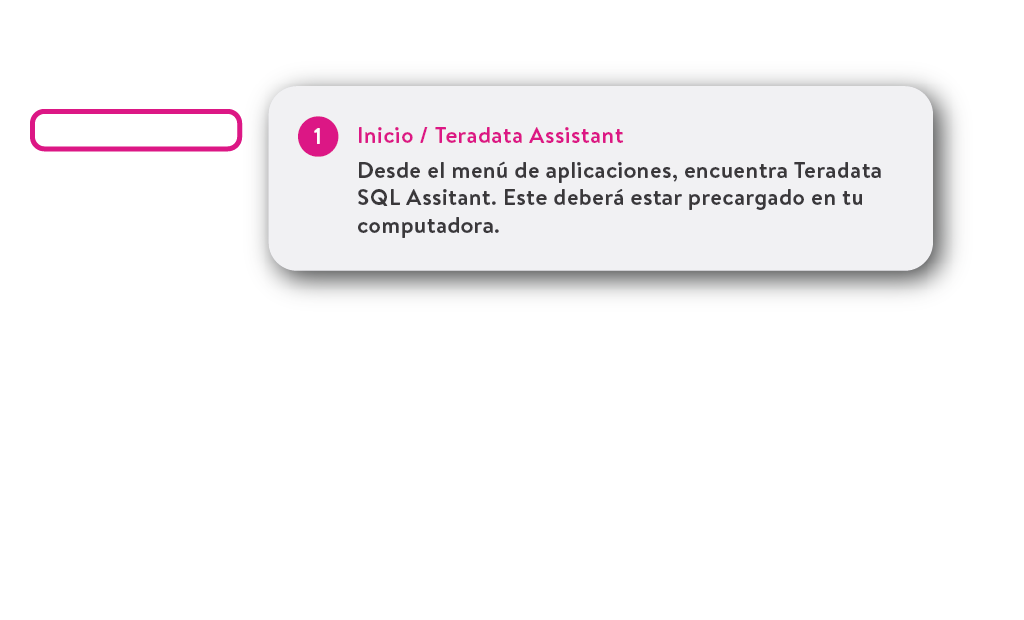 1
Inicio / Teradata Assistant
Desde el menú de aplicaciones, encuentra Teradata
SQL Assitant. Este deberá estar precargado en tu
computadora.